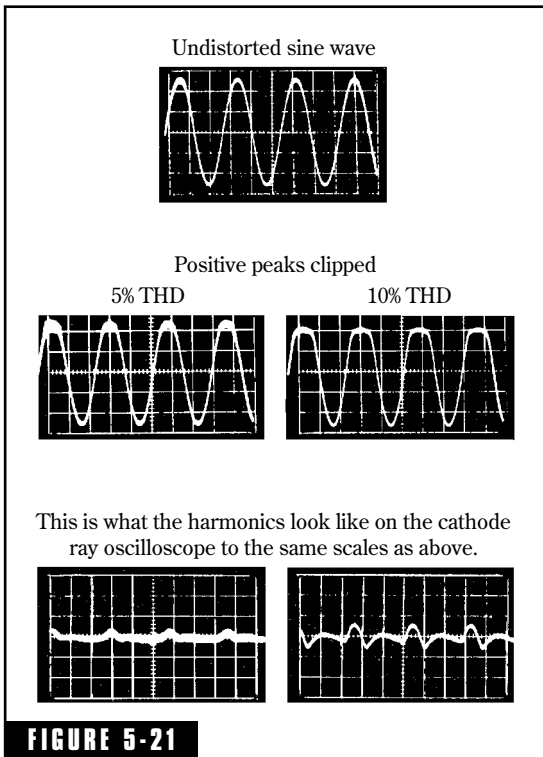 Undistorted sine wave
Positive peaks clipped
5% THD
10% THD
This is what the harmonics look like on the cathode
ray oscilloscope to the same scales as above.
FIGURE 5-21